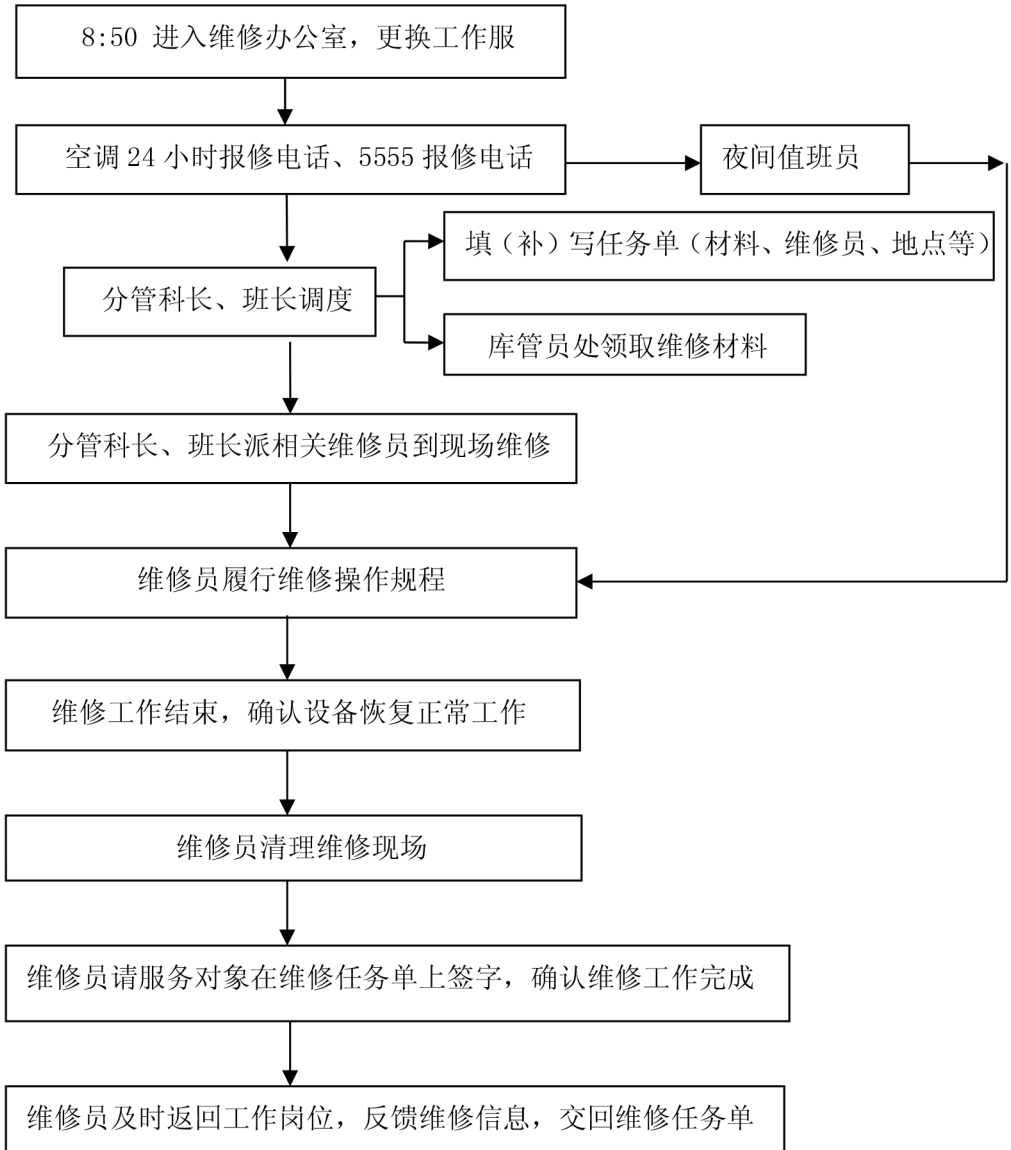 8:50 进入维修办公室，更换工作服
空调24小时报修电话、5555报修电话
夜间值班员
填（补）写任务单（材料、维修员、地点等）
分管科长、班长调度
库管员处领取维修材料
分管科长、班长派相关维修员到现场维修
维修员履行维修操作规程
维修工作结束，确认设备恢复正常工作
维修员清理维修现场
维修员请服务对象在维修任务单上签字，确认维修工作完成
维修员及时返回工作岗位，反馈维修信息，交回维修任务单